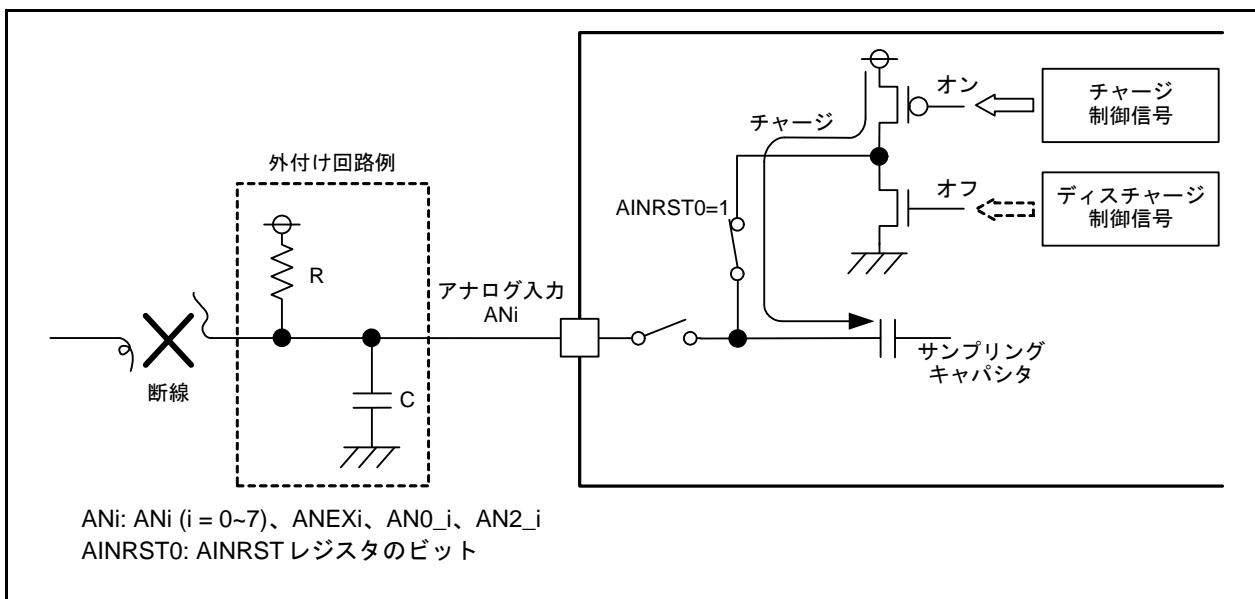 オン
チャージ
制御信号
チャージ
外付け回路例
オフ
ディスチャージ
制御信号
AINRST0=1
R
アナログ入力
ANi
サンプリング
キャパシタ
断線
C
ANi: ANi (i = 0~7)、ANEXi、AN0_i、AN2_i
AINRST0: AINRSTレジスタのビット